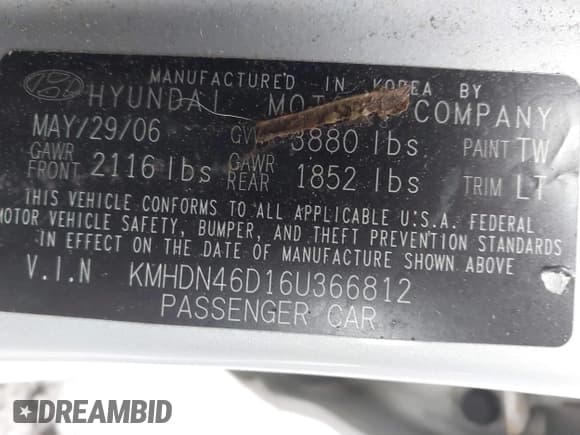 MANUFACTURED IN KOREA BY
HYUNDAI MOTOR COMPANY
MAY/29/06 GV 3880 lbs PAINT TW
GAWR FRONT 2116 lbs GAWR REAR 1852 lbs TRIM LT
THIS VEHICLE CONFORMS TO ALL APPLICABLE U.S.A. FEDERAL
MOTOR VEHICLE SAFETY, BUMPER, AND THEFT PREVENTION STANDARDS
IN EFFECT ON THE DATE OF MANUFACTURE SHOWN ABOVE
V.I.N KMHDN46D16U366812
PASSENGER CAR
DREAMBID